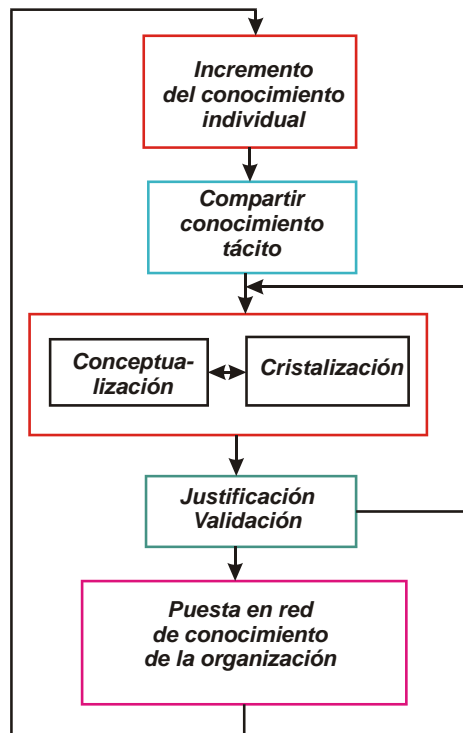 Incremento
del conocimiento
individual
Compartir
conocimiento
tácito
Conceptua-
lización
Cristalización
Justificación
Validación
Puesta en red
de conocimiento
de la organización